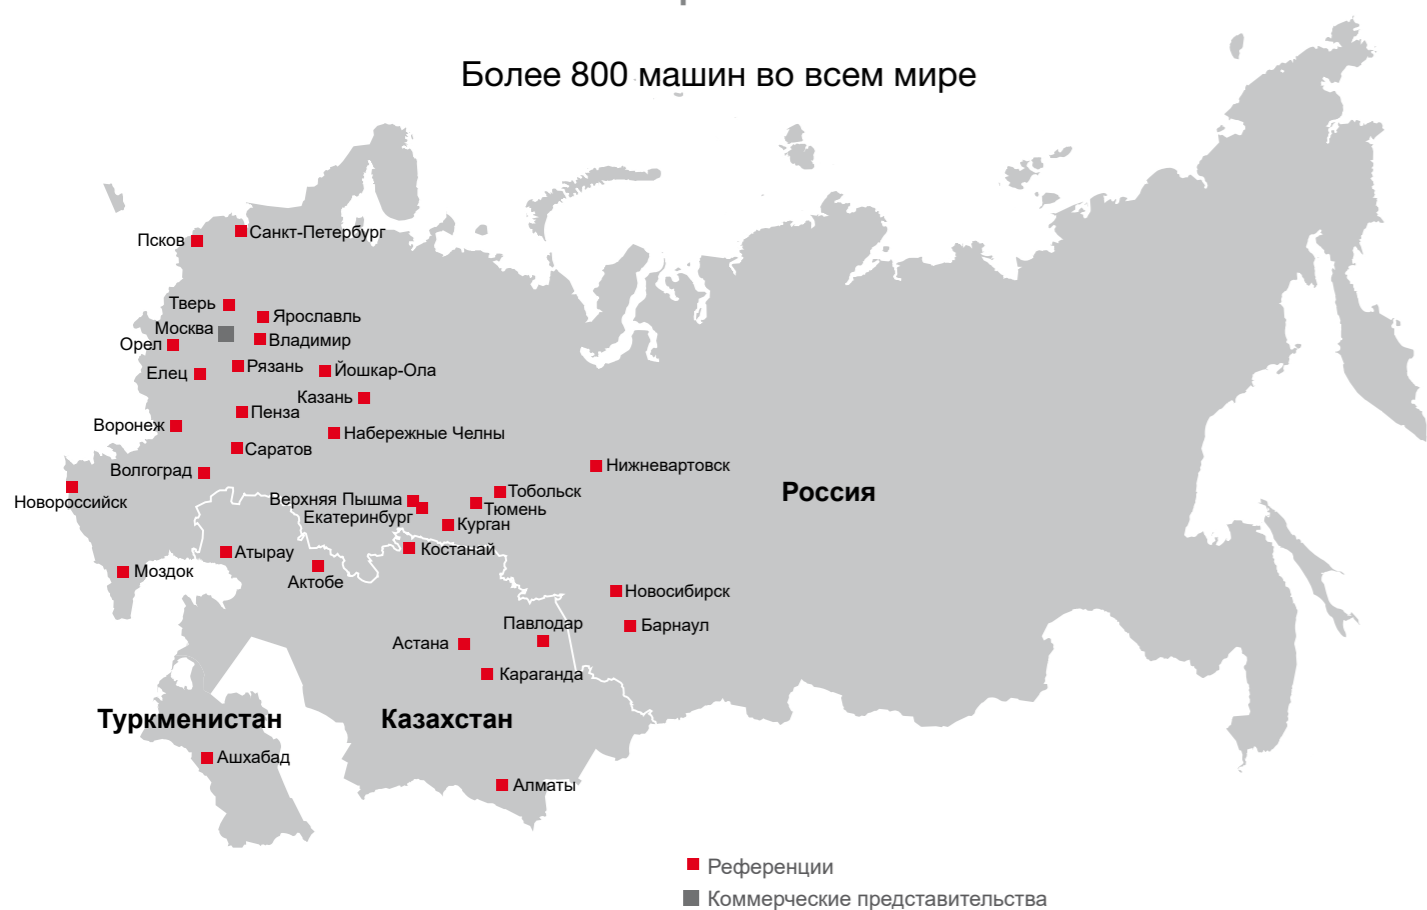 Более 800 машин во всем мире
Санкт-Петербург
Псков
Тверь
Ярославль
Москва
Владимир
Орел
Рязань
Йошкар-Ола
Елец
Казань
Пенза
Воронеж
Набережные Челны
Саратов
Нижневартовск
Волгоград
Тобольск
Россия
Верхняя Пышма
Новороссийск
Тюмень
Екатеринбург
Курган
Костанай
Атырау
Моздок
Актобе
Новосибирск
Павлодар
Барнаул
Астана
Караганда
Туркменистан
Казахстан
Ашхабад
Алматы
Референции
Коммерческие представительства